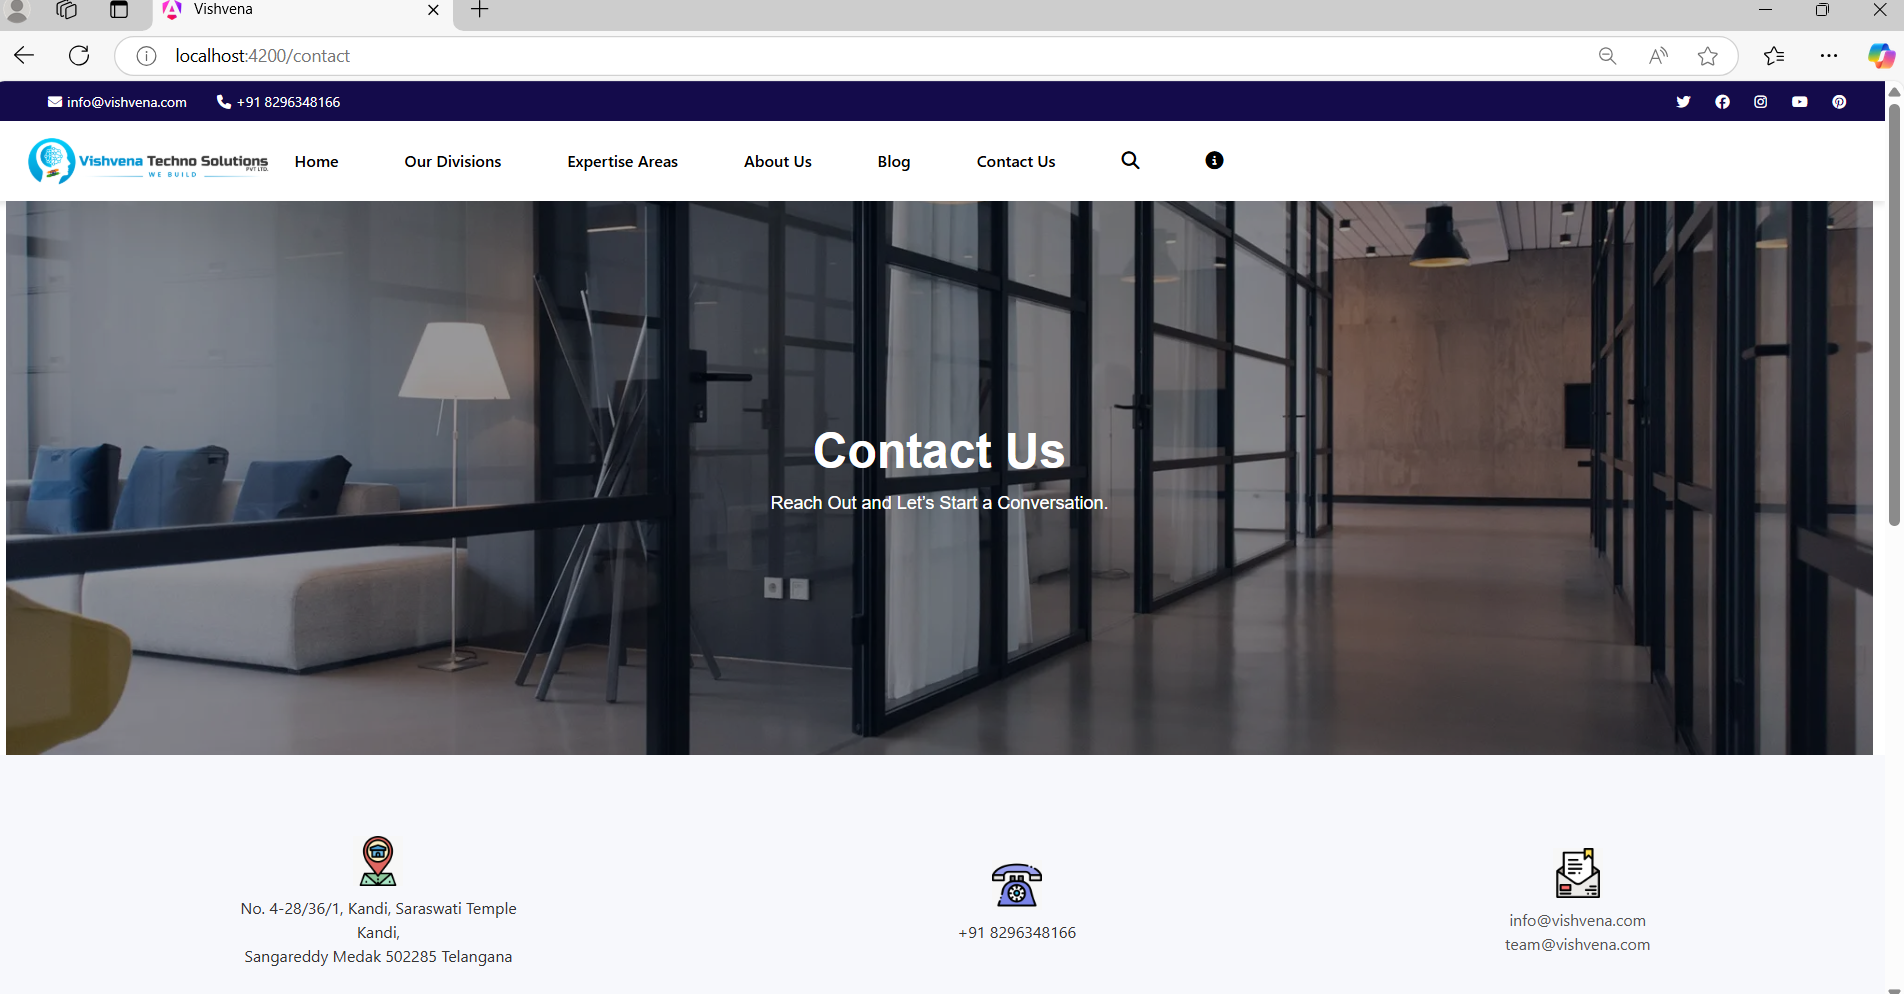 Vishvena
localhost:4200/contact
info@vishvena.com +91 8296348166
Vishvena Techno Solutions
PVT LTD.
WE BUILD
Home Our Divisions Expertise Areas About Us Blog Contact Us
Contact Us
Reach Out and Let's Start a Conversation.
No. 4-28/36/1, Kandi, Saraswati Temple
Kandi,
Sangareddy Medak 502285 Telangana
+91 8296348166
info@vishvena.com
team@vishvena.com